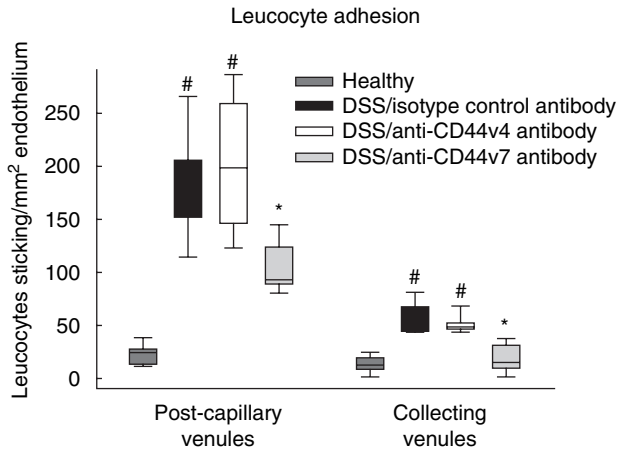 Leucocyte adhesion
Leucocytes sticking/mm² endothelium
250
200
150
100
50
0
Healthy
DSS/isotype control antibody
DSS/anti-CD44v4 antibody
DSS/anti-CD44v7 antibody
# # *
# # *
Post-capillary
venules
Collecting
venules